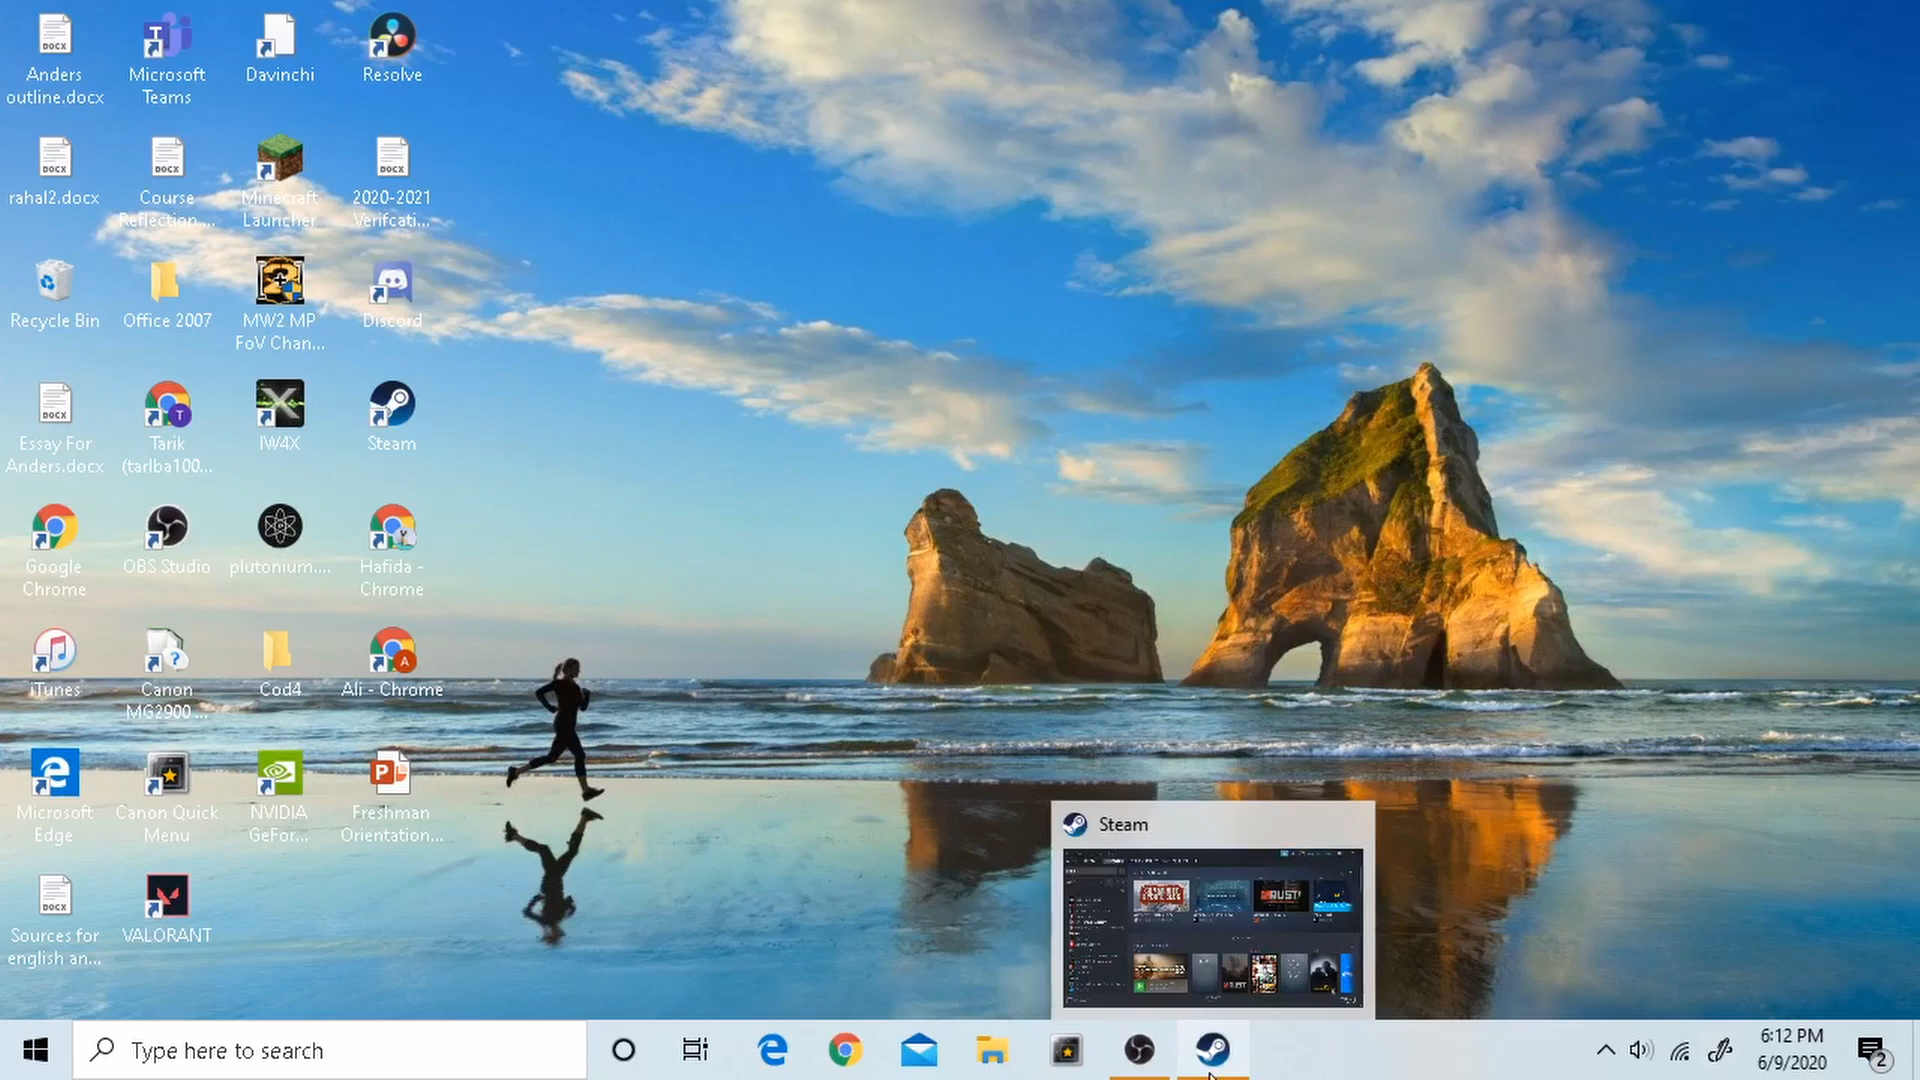 Anders
outline.docx
Microsoft
Teams
Davinchi
Resolve
rahal2.docx
Course
Reflection....
Minecraft
Launcher
2020-2021
Verifcati...
Recycle Bin
Office 2007
MW2 MP
FoV Chan...
Discord
Essay For
Anders.docx
Tarik
(tarlba100...
IW4X
Steam
Google
Chrome
OBS Studio
plutonium....
Hafida -
Chrome
iTunes
Canon
MG2900 ...
Cod4
Ali - Chrome
Microsoft
Edge
Canon Quick
Menu
NVIDIA
GeFor...
Freshman
Orientation...
Sources for
english an...
VALORANT
Steam
RUST
Type here to search
6:12 PM
6/9/2020
2